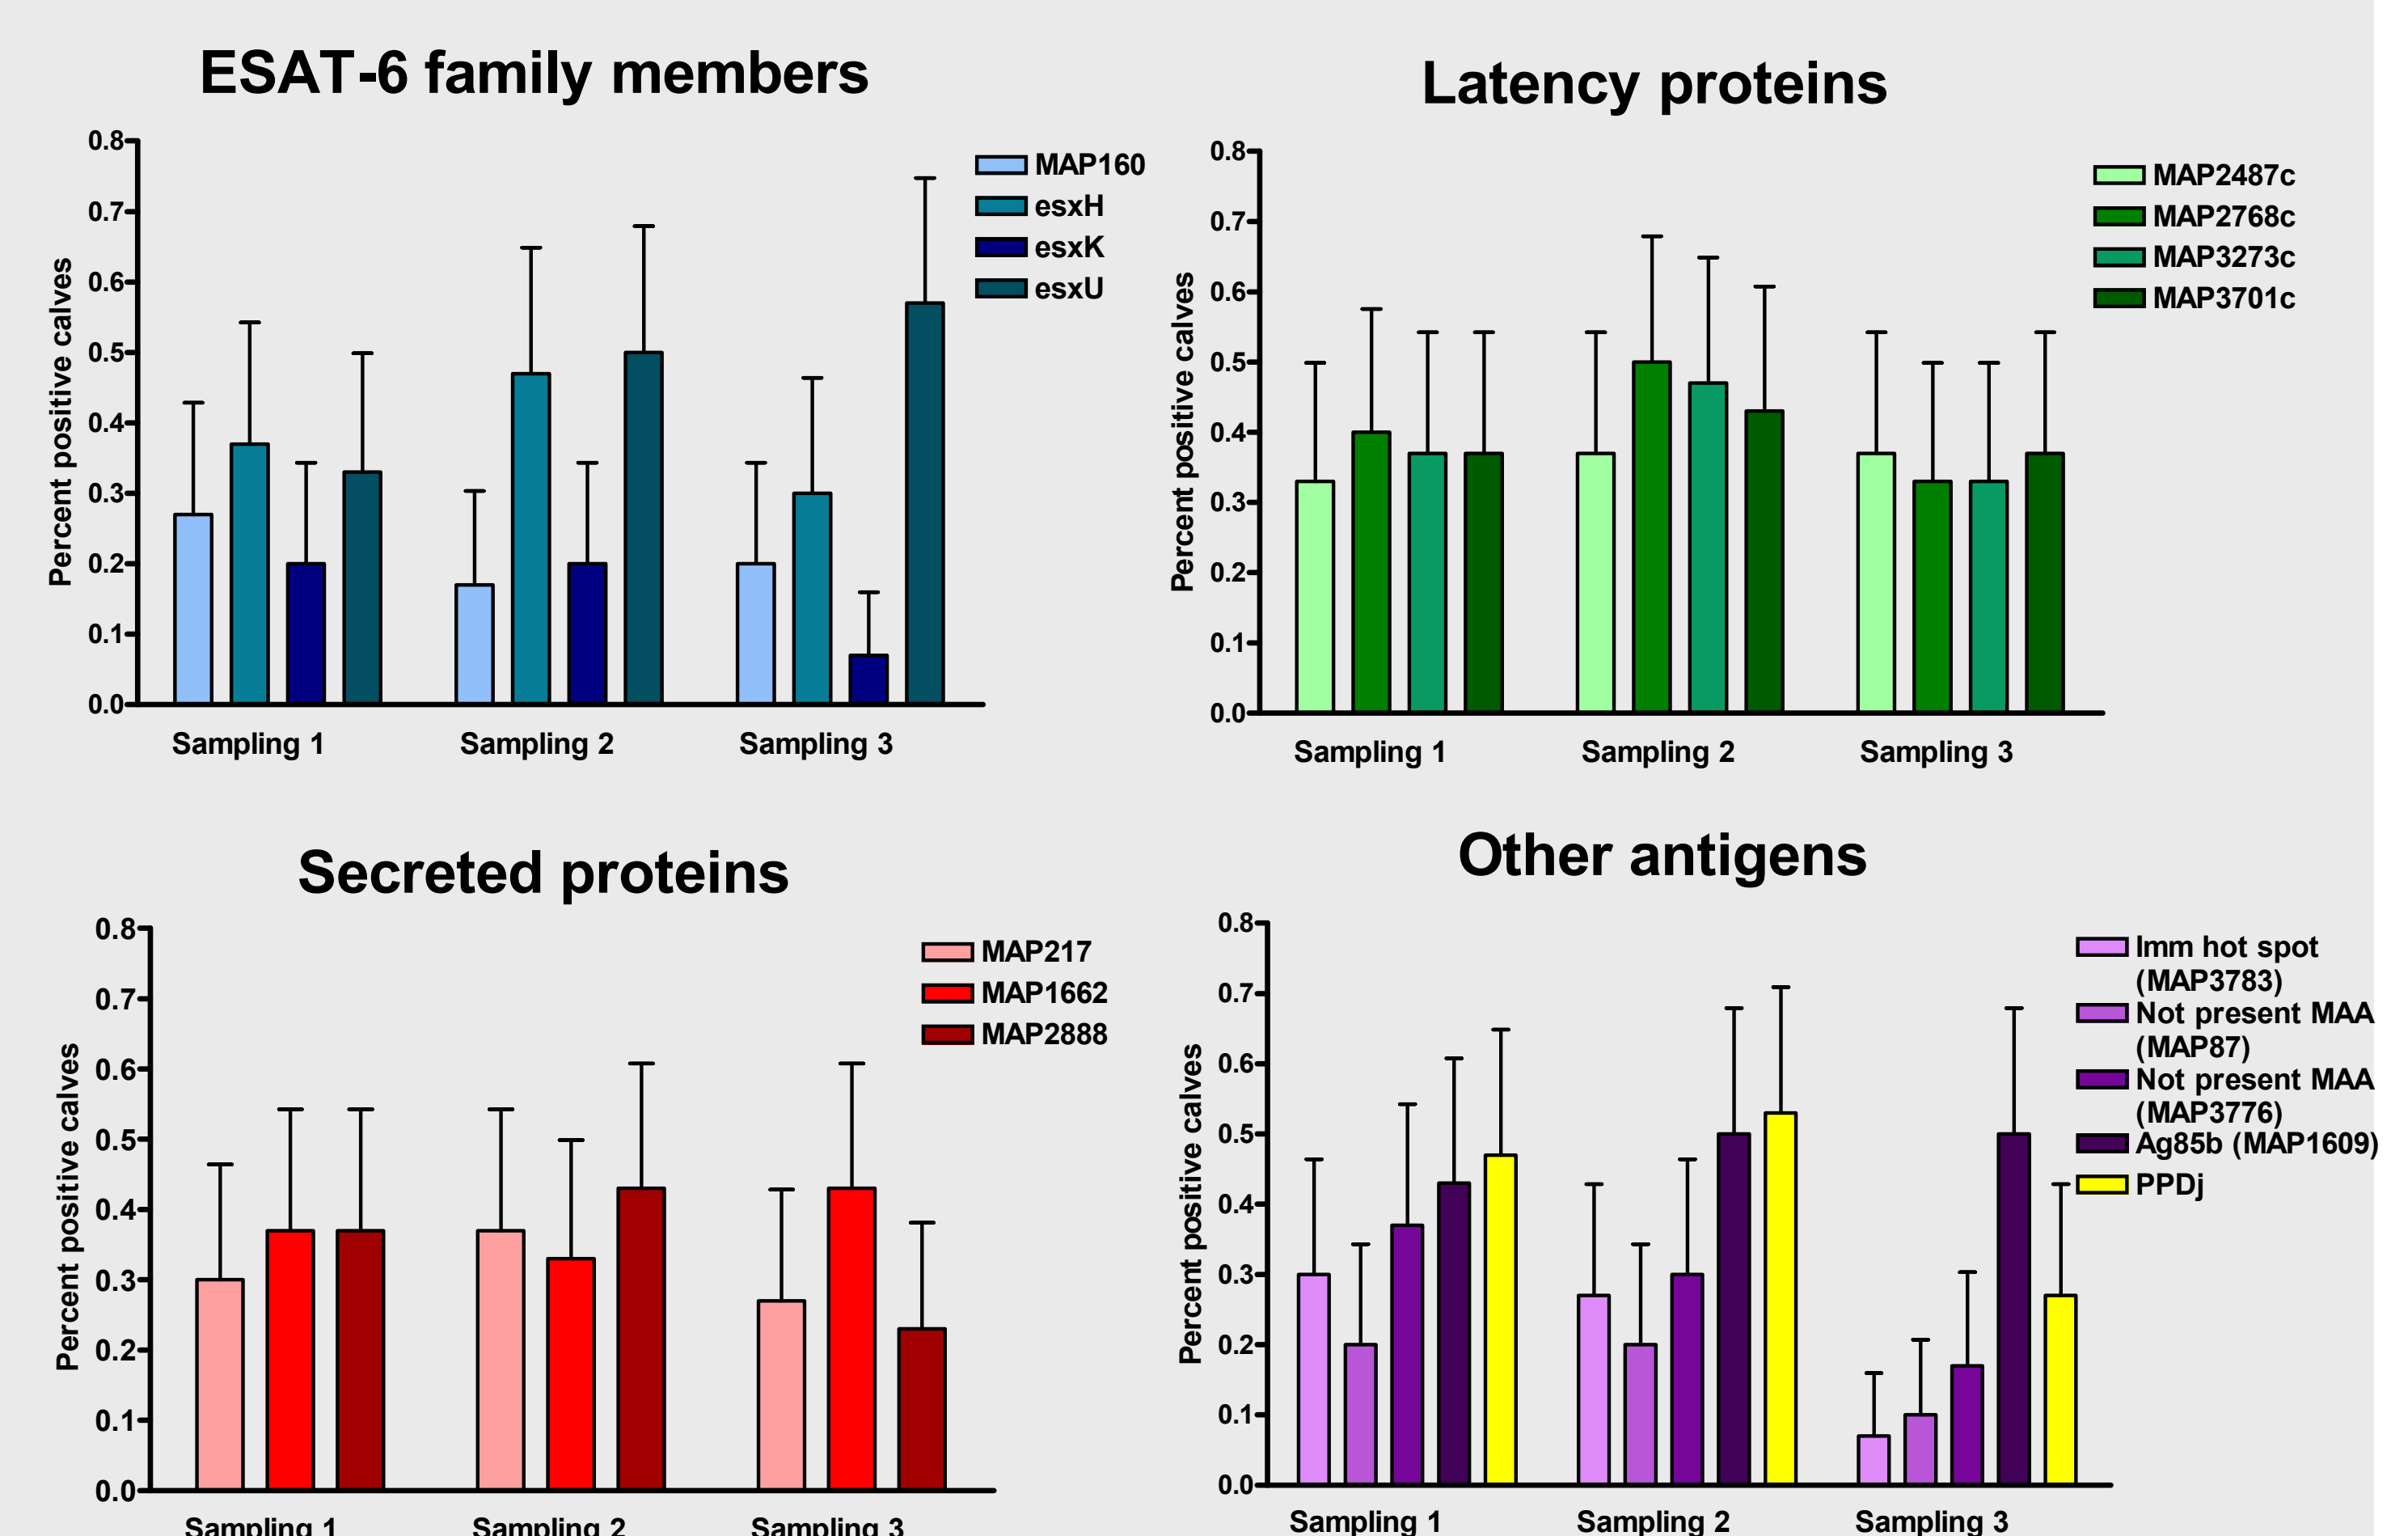 ESAT-6 family members
Percent positive calves
0.8
0.7
0.6
0.5
0.4
0.3
0.2
0.1
0.0
Sampling 1
Sampling 2
Sampling 3
MAP160
esxH
esxK
esxU
Latency proteins
Percent positive calves
0.8
0.7
0.6
0.5
0.4
0.3
0.2
0.1
0.0
Sampling 1
Sampling 2
Sampling 3
MAP2487c
MAP2768c
MAP3273c
MAP3701c
Secreted proteins
Percent positive calves
0.8
0.7
0.6
0.5
0.4
0.3
0.2
0.1
0.0
Sampling 1
Sampling 2
Sampling 3
MAP217
MAP1662
MAP2888
Other antigens
Percent positive calves
0.8
0.7
0.6
0.5
0.4
0.3
0.2
0.1
0.0
Sampling 1
Sampling 2
Sampling 3
Imm hot spot
(MAP3783)
Not present MAA
(MAP87)
Not present MAA
(MAP3776)
Ag85b (MAP1609)
PPDj